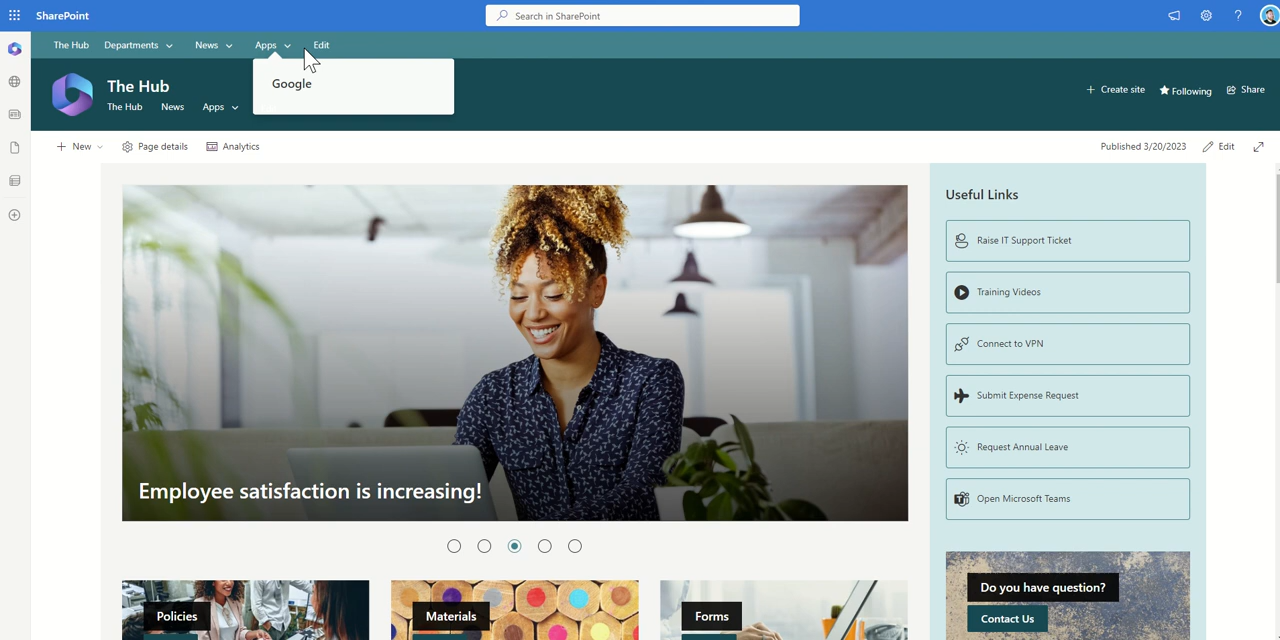 SharePoint
Search in SharePoint
?
The Hub Departments News Apps Edit
Google
The Hub
The Hub News Apps
Create site Following Share
New Page details Analytics
Published 3/20/2023 Edit
Employee satisfaction is increasing!
Useful Links
Raise IT Support Ticket
Training Videos
Connect to VPN
Submit Expense Request
Request Annual Leave
Open Microsoft Teams
Policies
Materials
Forms
Do you have question?
Contact Us